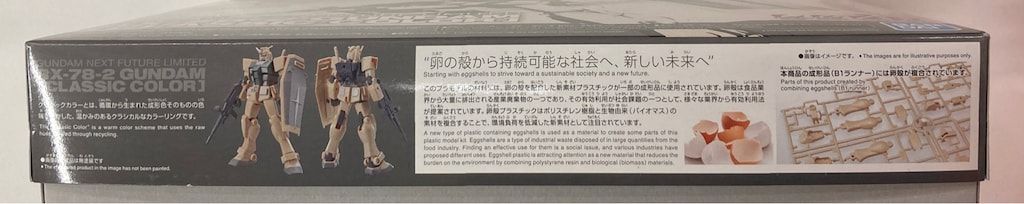 GUNDAM NEXT FUTURE LIMITED
RX-78-2 GUNDAM
[CLASSIC COLOR]
"Classic Color" is a warm color scheme that uses the raw
through recycling.
product in the image has not been painted.
"卵の殻から持続可能な社会へ、新しい未来へ"
Starting with eggshells to strive toward a sustainable society and a new future.
このプラモデルの材料は、卵の殻を配合した新素材プラスチックが一部の成形品に使用されています。卵殻は食品業
界から大量に排出される産業廃棄物の一つであり、その有効利用が社会課題の一つとして、様々な業界から有効利用法
が提案されています。卵殻プラスチックはポリスチレン樹脂と生物由来（バイオマス）の
素材を複合することで、環境負荷を低減した新素材として注目されています。
A new type of plastic containing eggshells is used as a material to create some parts of this
plastic model kit. Eggshells are a type of industrial waste disposed of in large quantities from the
food industry. Finding an effective use for them is a social issue, and various industries have
proposed different uses. Eggshell plastic is attracting attention as a new material that reduces the
burden on the environment by combining polystyrene resin and biological (biomass) materials.
●画像はイメージです。 ●The images are for illustrative purposes only.
本商品の成形品（B1ランナー）には卵殻が複合されています。
Parts of this product created by
combining eggshells (B1 runner)